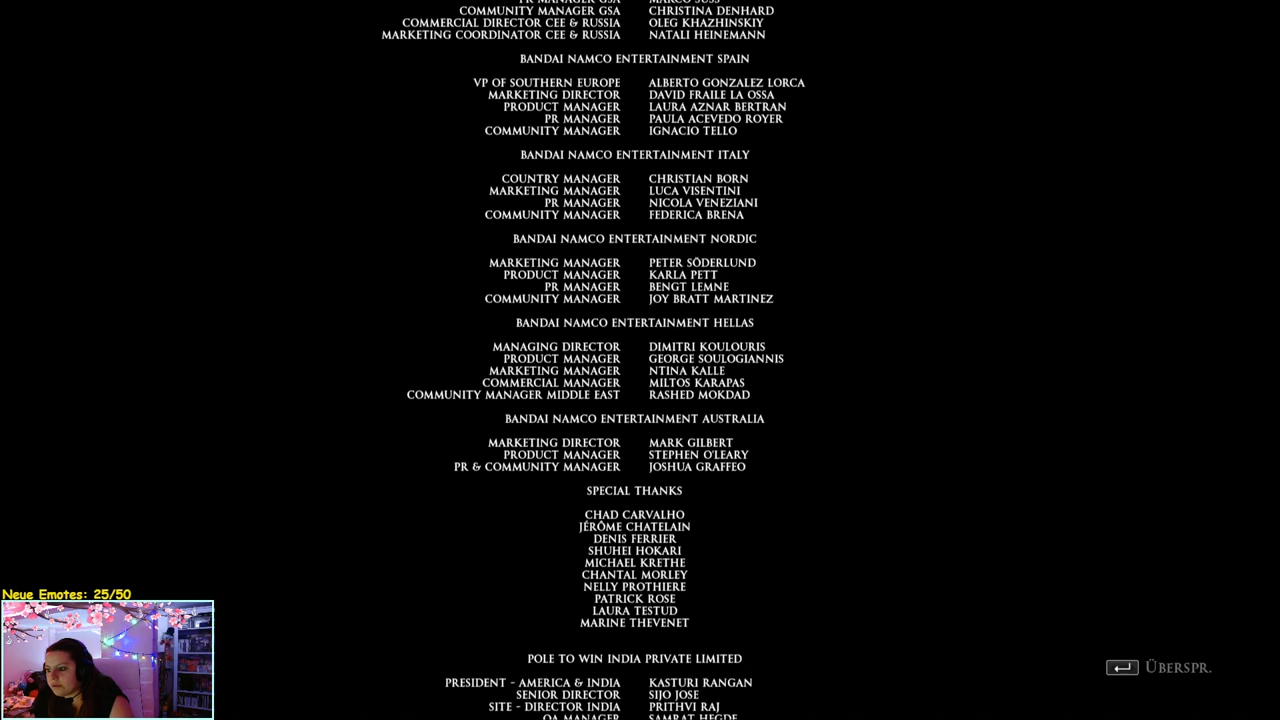 PR MANAGER GSA MARCO SÜSS
COMMUNITY MANAGER GSA CHRISTINA DENHARD
COMMERCIAL DIRECTOR CEE & RUSSIA OLEG KHAZHINSKIY
MARKETING COORDINATOR CEE & RUSSIA NATALI HEINEMANN
BANDAI NAMCO ENTERTAINMENT SPAIN
VP OF SOUTHERN EUROPE ALBERTO GONZALEZ LORCA
MARKETING DIRECTOR DAVID FRAILE LA OSSA
PRODUCT MANAGER LAURA AZNAR BERTRAN
PR MANAGER PAULA ACEVEDO ROYER
COMMUNITY MANAGER IGNACIO TELLO
BANDAI NAMCO ENTERTAINMENT ITALY
COUNTRY MANAGER CHRISTIAN BORN
MARKETING MANAGER LUCA VISENTINI
PR MANAGER NICOLA VENEZIANI
COMMUNITY MANAGER FEDERICA BRENA
BANDAI NAMCO ENTERTAINMENT NORDIC
MARKETING MANAGER PETER SÖDERLUND
PRODUCT MANAGER KARLA PETT
PR MANAGER BENGT LEMNE
COMMUNITY MANAGER JOY BRATT MARTINEZ
BANDAI NAMCO ENTERTAINMENT HELLAS
MANAGING DIRECTOR DIMITRI KOULOURIS
PRODUCT MANAGER GEORGE SOULOGIANNIS
MARKETING MANAGER NTINA KALLE
COMMERCIAL MANAGER MILTOS KARAPAS
COMMUNITY MANAGER MIDDLE EAST RASHED MOKDAD
BANDAI NAMCO ENTERTAINMENT AUSTRALIA
MARKETING DIRECTOR MARK GILBERT
PRODUCT MANAGER STEPHEN O'LEARY
PR & COMMUNITY MANAGER JOSHUA GRAFFEO
SPECIAL THANKS
CHAD CARVALHO
JÉRÔME CHATELAIN
DENIS FERRIER
SHUHEI HOKARI
MICHAEL KRETHE
CHANTAL MORLEY
NELLY PROTHIERE
PATRICK ROSE
LAURA TESTUD
MARINE THEVENET
POLE TO WIN INDIA PRIVATE LIMITED
PRESIDENT - AMERICA & INDIA KASTURI RANGAN
SENIOR DIRECTOR SIJO JOSE
SITE - DIRECTOR INDIA PRITHVI RAJ
QA MANAGER SAMRAT HEGDE
Neue Emotes: 25/50
ÜBERSPR.